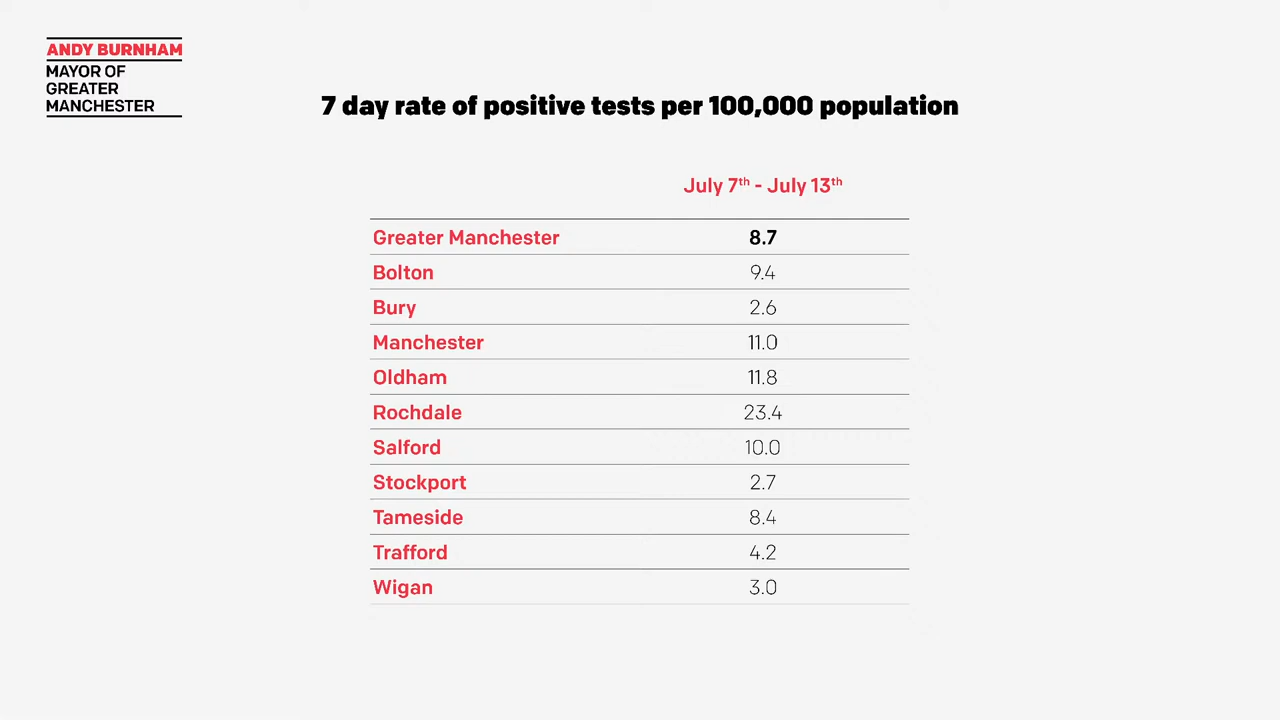 ANDY BURNHAM
MAYOR OF
GREATER
MANCHESTER
7 day rate of positive tests per 100,000 population
July 7th - July 13th
Greater Manchester 8.7
Bolton 9.4
Bury 2.6
Manchester 11.0
Oldham 11.8
Rochdale 23.4
Salford 10.0
Stockport 2.7
Tameside 8.4
Trafford 4.2
Wigan 3.0